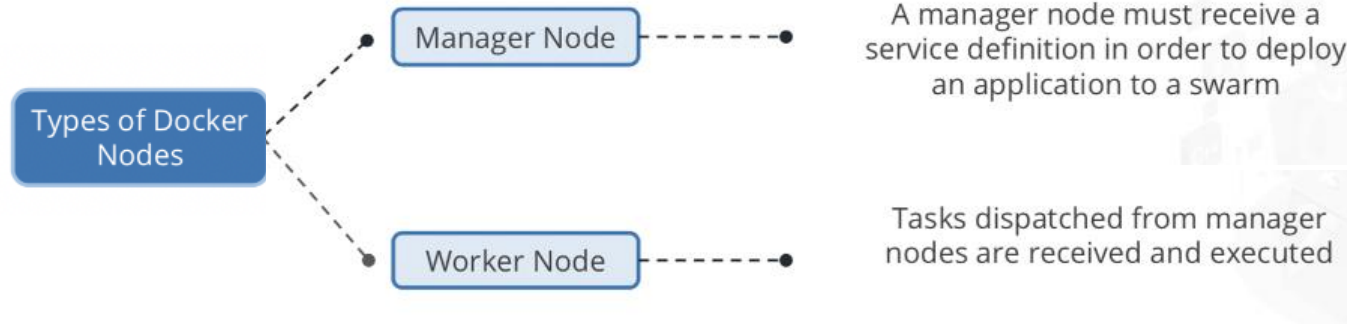 Types of Docker
Nodes
Manager Node
A manager node must receive a
service definition in order to deploy
an application to a swarm
Worker Node
Tasks dispatched from manager
nodes are received and executed